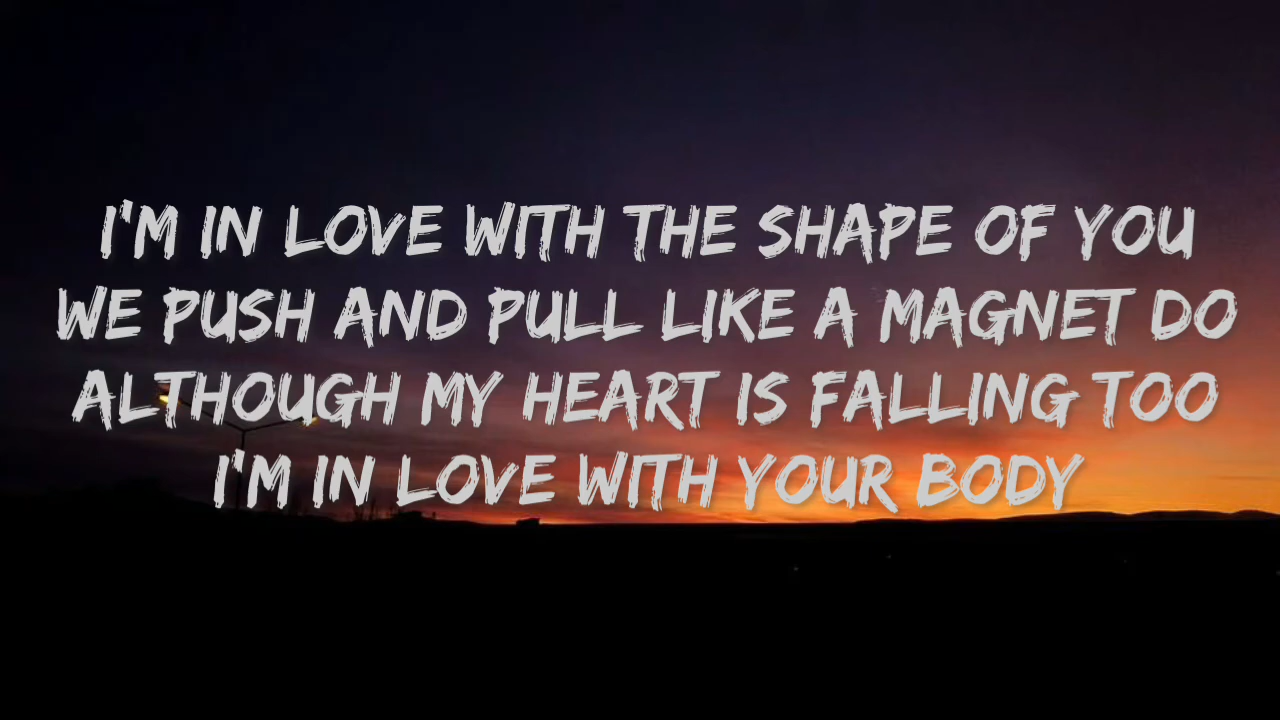 I'M IN LOVE WITH THE SHAPE OF YOU
WE PUSH AND PULL LIKE A MAGNET DO
ALTHOUGH MY HEART IS FALLING TOO
I'M IN LOVE WITH YOUR BODY